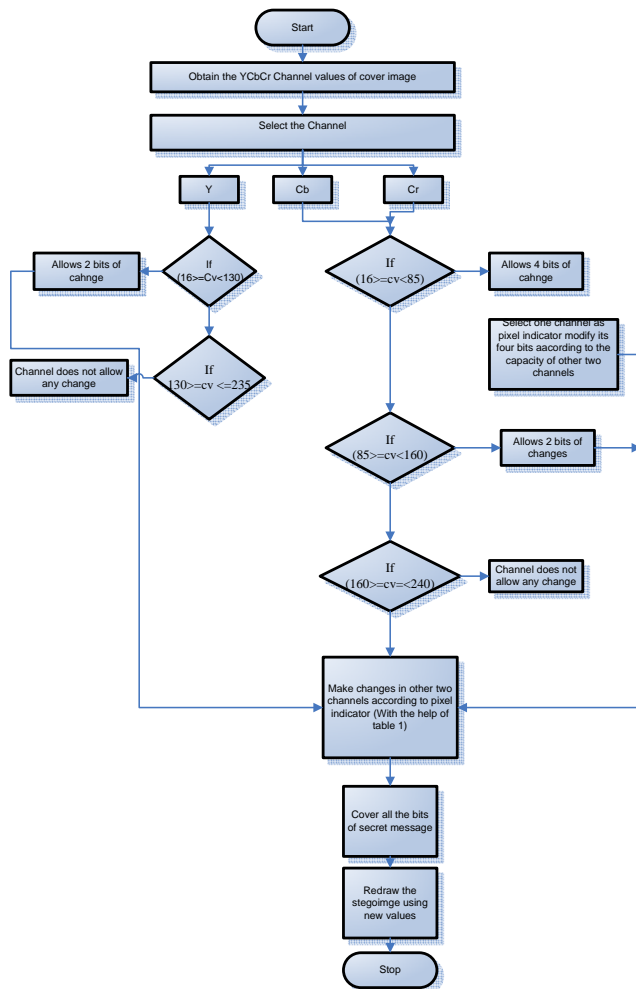 Start
Obtain the YCbCr Channel values of cover image
Select the Channel
Y
Cb
Cr
Allows 2 bits of
cahnge
If
(16>=Cv<130)
If
(16>=cv<85)
Allows 4 bits of
cahnge
Select one channel as
pixel indicator modify its
four bits aacording to the
capacity of other two
channels
Channel does not allow
any change
If
130>=cv <=235
If
(85>=cv<160)
Allows 2 bits of
changes
If
(160>=cv=<240)
Channel does not
allow any change
Make changes in other two
channels according to pixel
indicator (With the help of
table 1)
Cover all the bits
of secret message
Redraw the
stegoimge using
new values
Stop